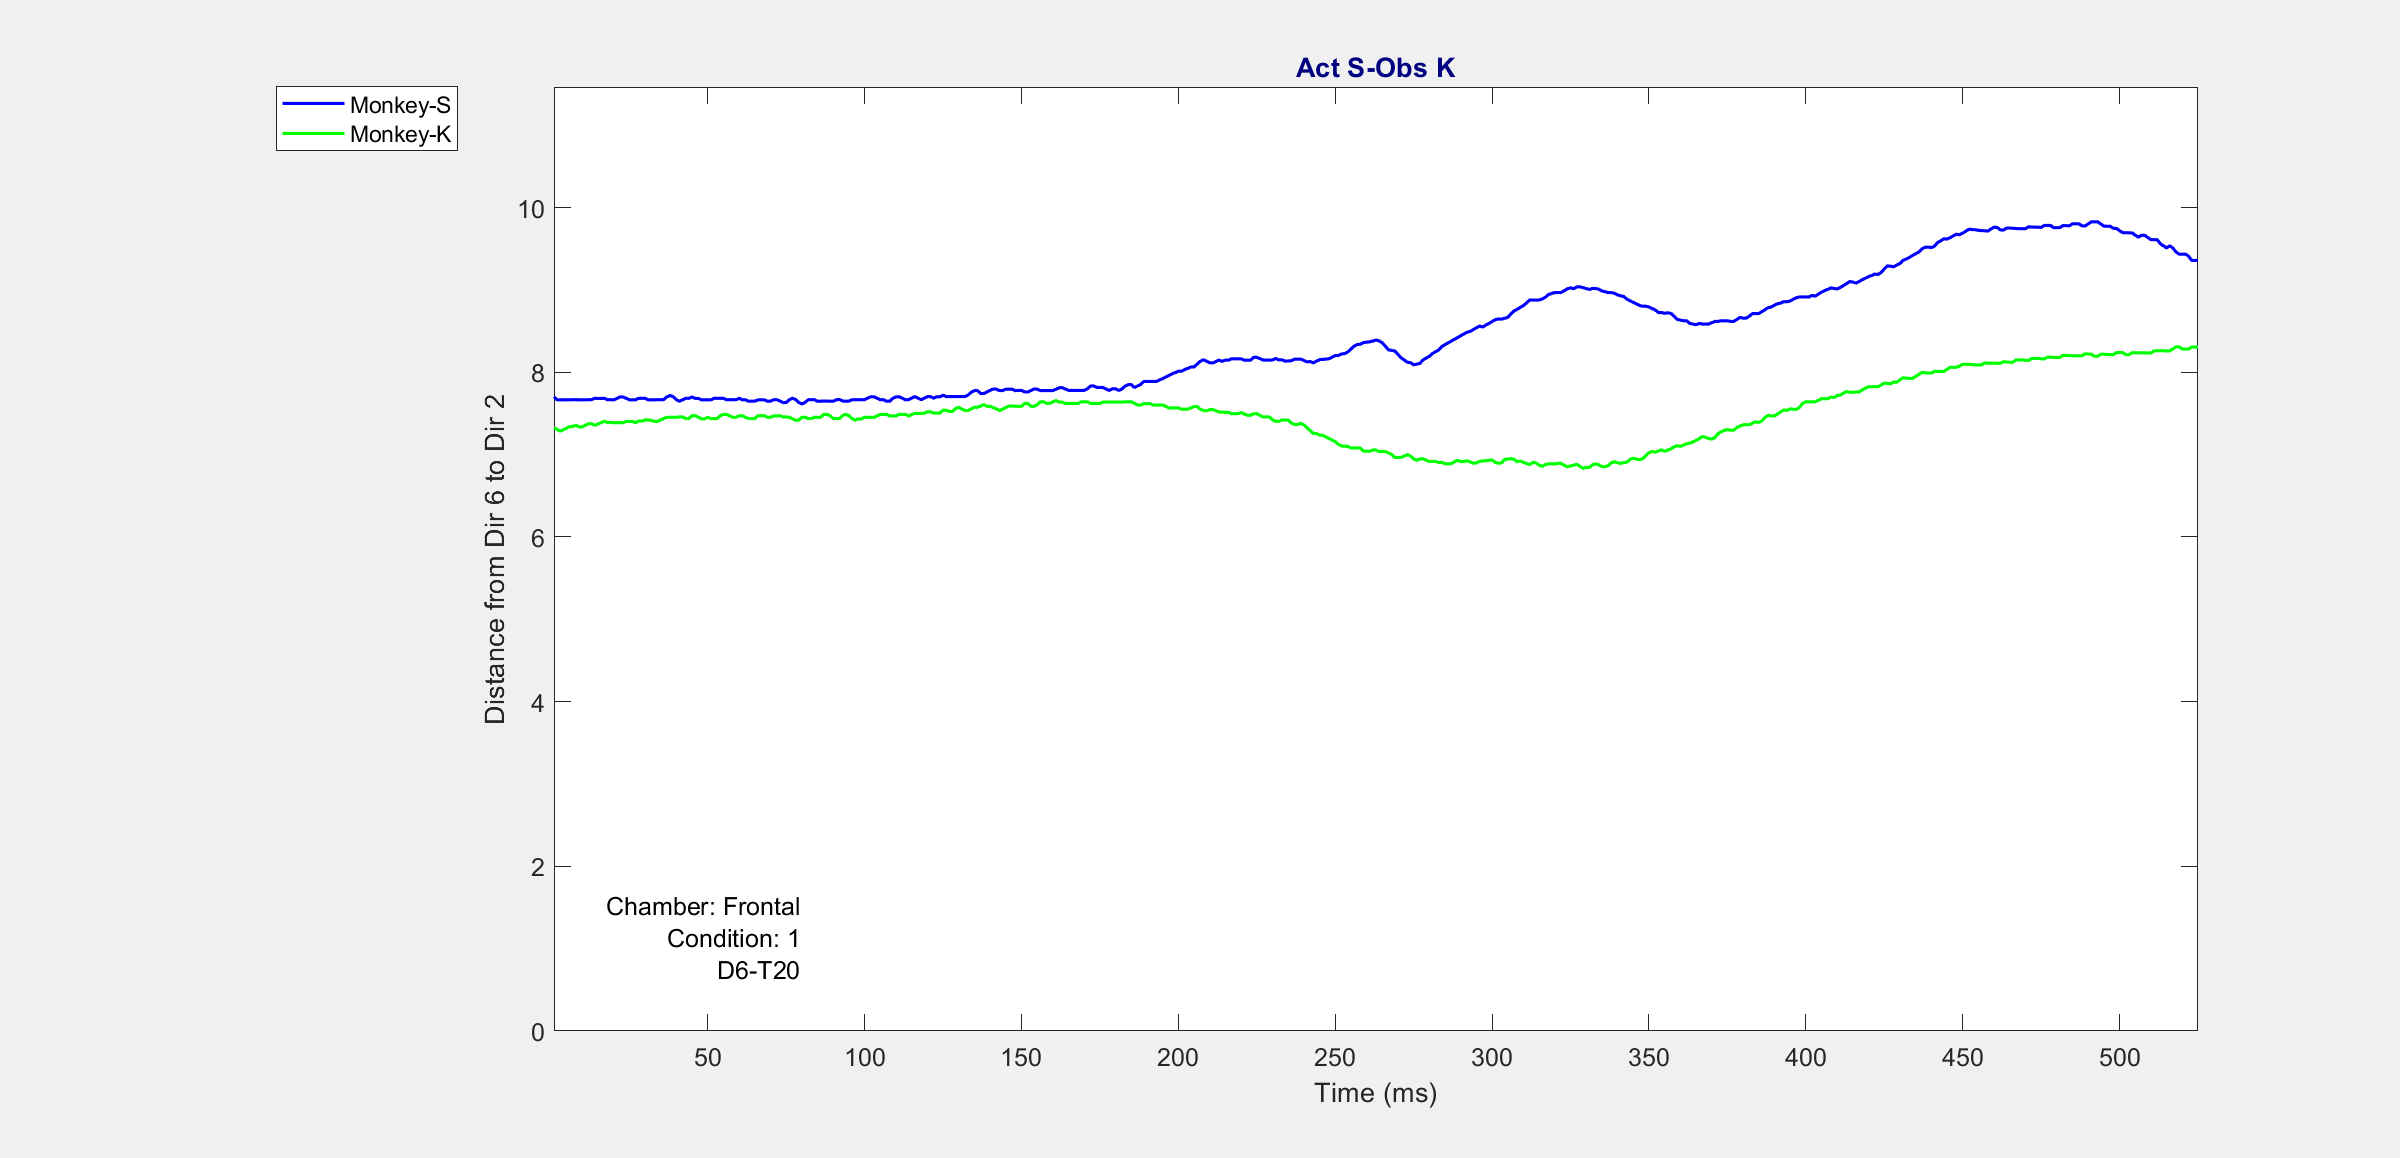 Act S-Obs K
Monkey-S
Monkey-K
10
8
6
4
2
0
Distance from Dir 6 to Dir 2
Chamber: Frontal
Condition: 1
D6-T20
50 100 150 200 250 300 350 400 450 500
Time (ms)